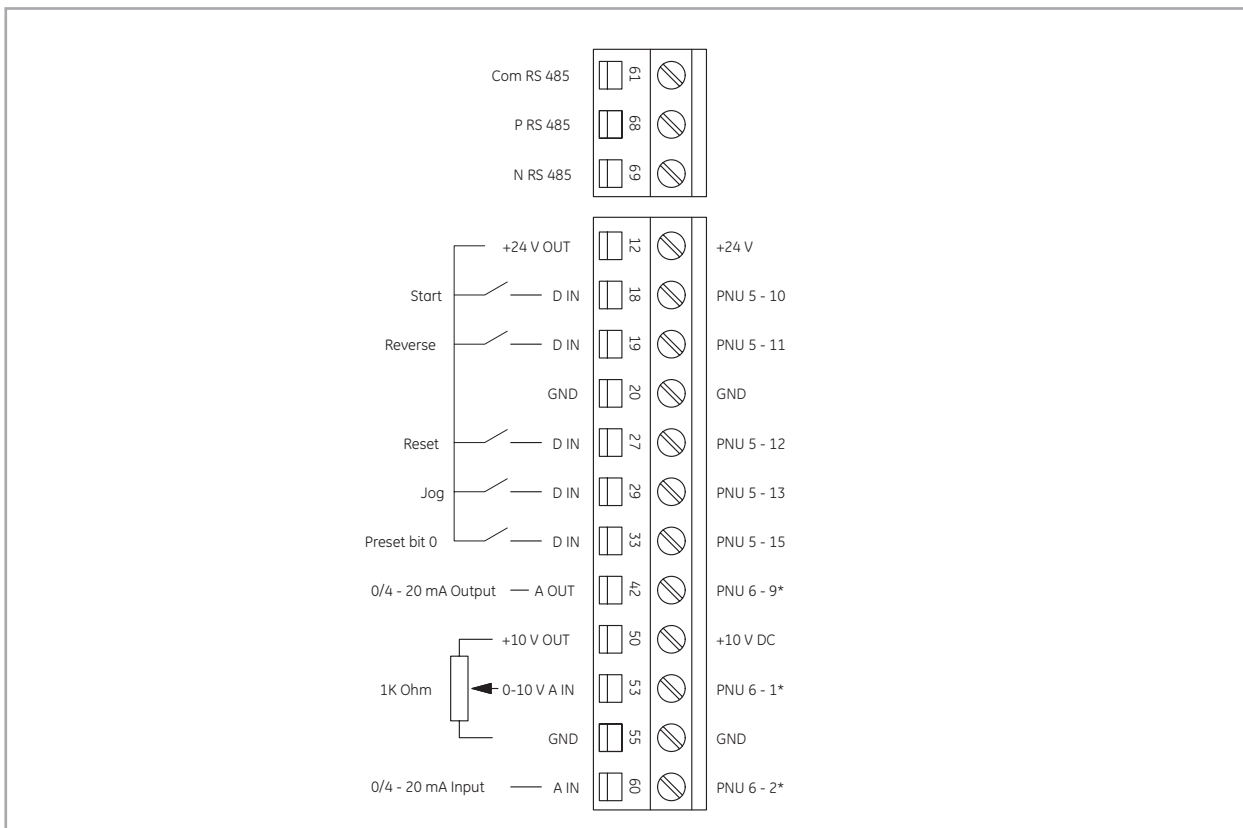 Com RS 485 61
P RS 485 68
N RS 485 69
+24 V OUT 12 +24 V
Start D IN 18 PNU 5 - 10
Reverse D IN 19 PNU 5 - 11
GND 20 GND
Reset D IN 27 PNU 5 - 12
Jog D IN 29 PNU 5 - 13
Preset bit 0 D IN 33 PNU 5 - 15
0/4 - 20 mA Output A OUT 42 PNU 6 - 9*
+10 V OUT 50 +10 V DC
1K Ohm 0-10 V A IN 53 PNU 6 - 1*
GND 55 GND
0/4 - 20 mA Input A IN 60 PNU 6 - 2*